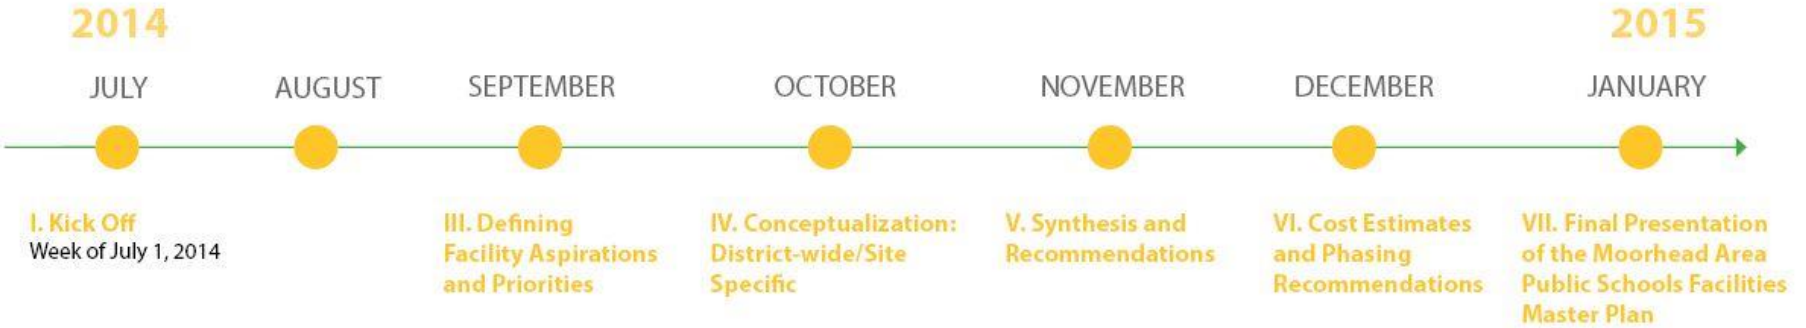 2014
2015
JULY
AUGUST
SEPTEMBER
OCTOBER
NOVEMBER
DECEMBER
JANUARY
I. Kick Off
Week of July 1, 2014
III. Defining
Facility Aspirations
and Priorities
IV. Conceptualization:
District-wide/Site
Specific
V. Synthesis and
Recommendations
VI. Cost Estimates
and Phasing
Recommendations
VII. Final Presentation
of the Moorhead Area
Public Schools Facilities
Master Plan